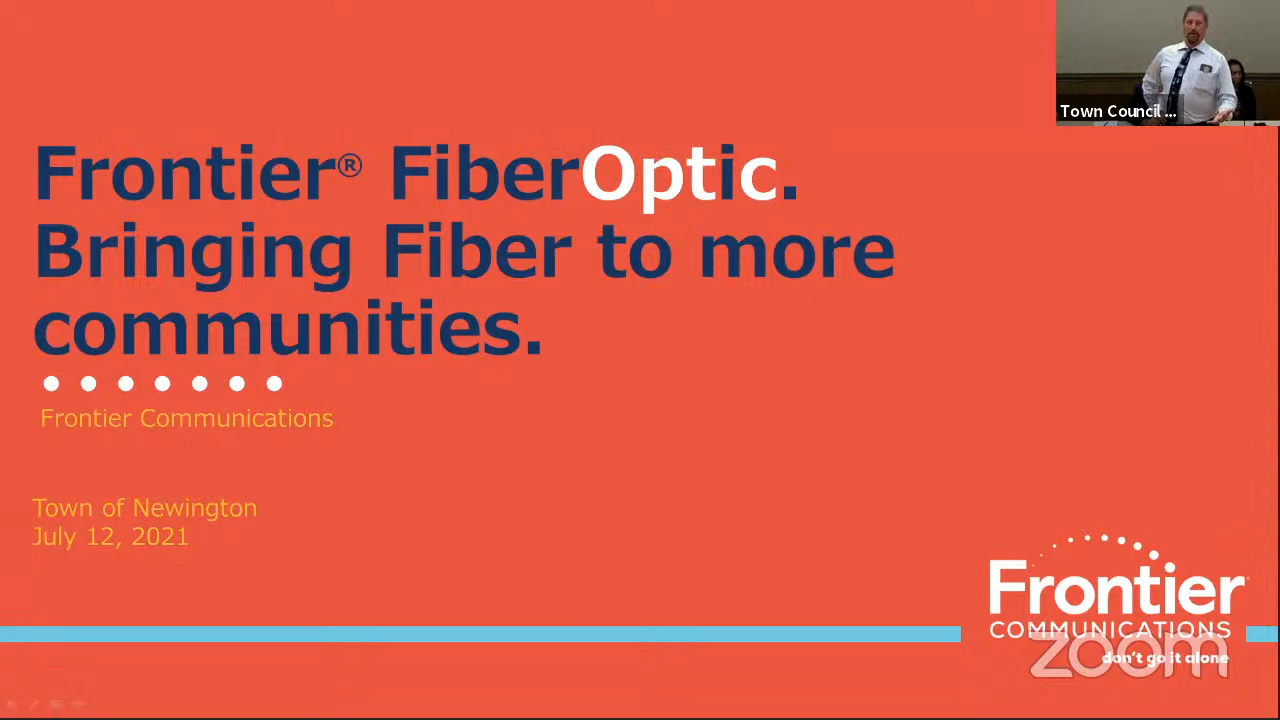 Town Council ...
Frontier® FiberOptic.
Bringing Fiber to more
communities.
Frontier Communications
Town of Newington
July 12, 2021
Frontier
COMMUNICATIONS
don't go it alone
zoom